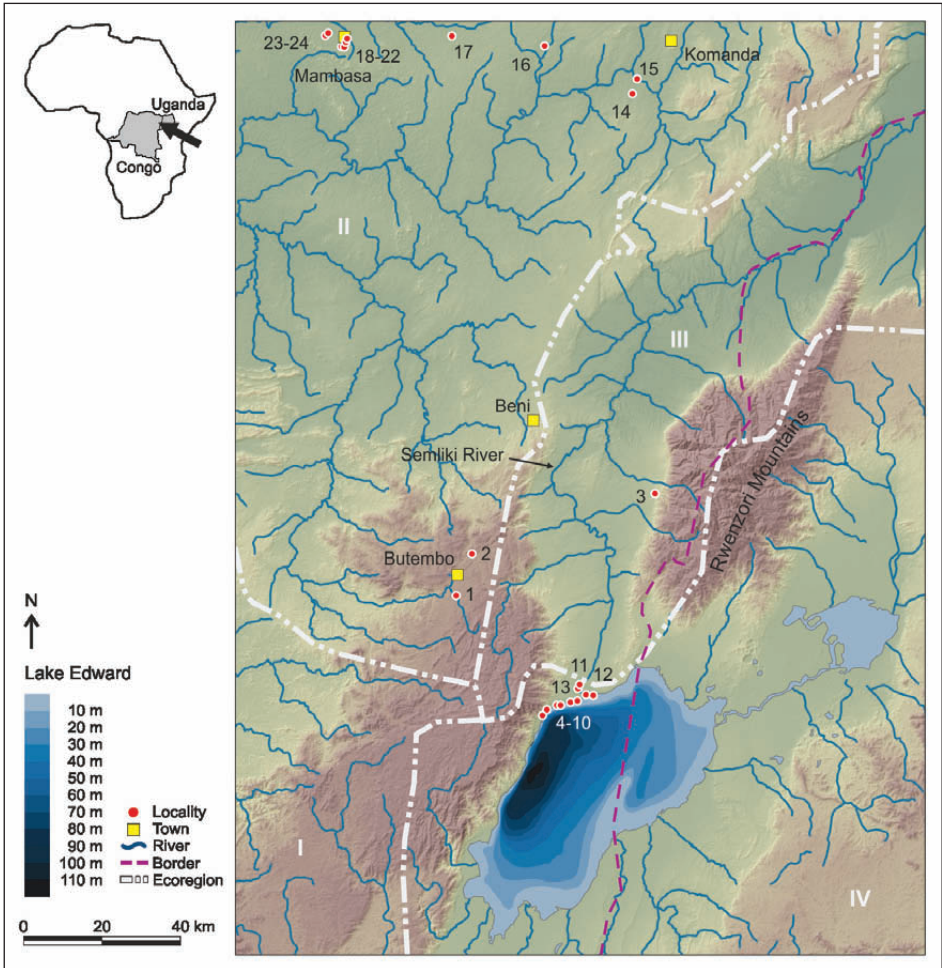 Uganda
Congo
23-24
18-22
Mambasa
17
16
15
14
Komanda
II
III
Beni
Semliki River
3
Rwenzori Mountains
2
Butembo
1
11
12
13
4-10
I
IV
N
Lake Edward
10 m
20 m
30 m
40 m
50 m
60 m
70 m
80 m
90 m
100 m
110 m
Locality
Town
River
Border
Ecoregion
0 20 40 km